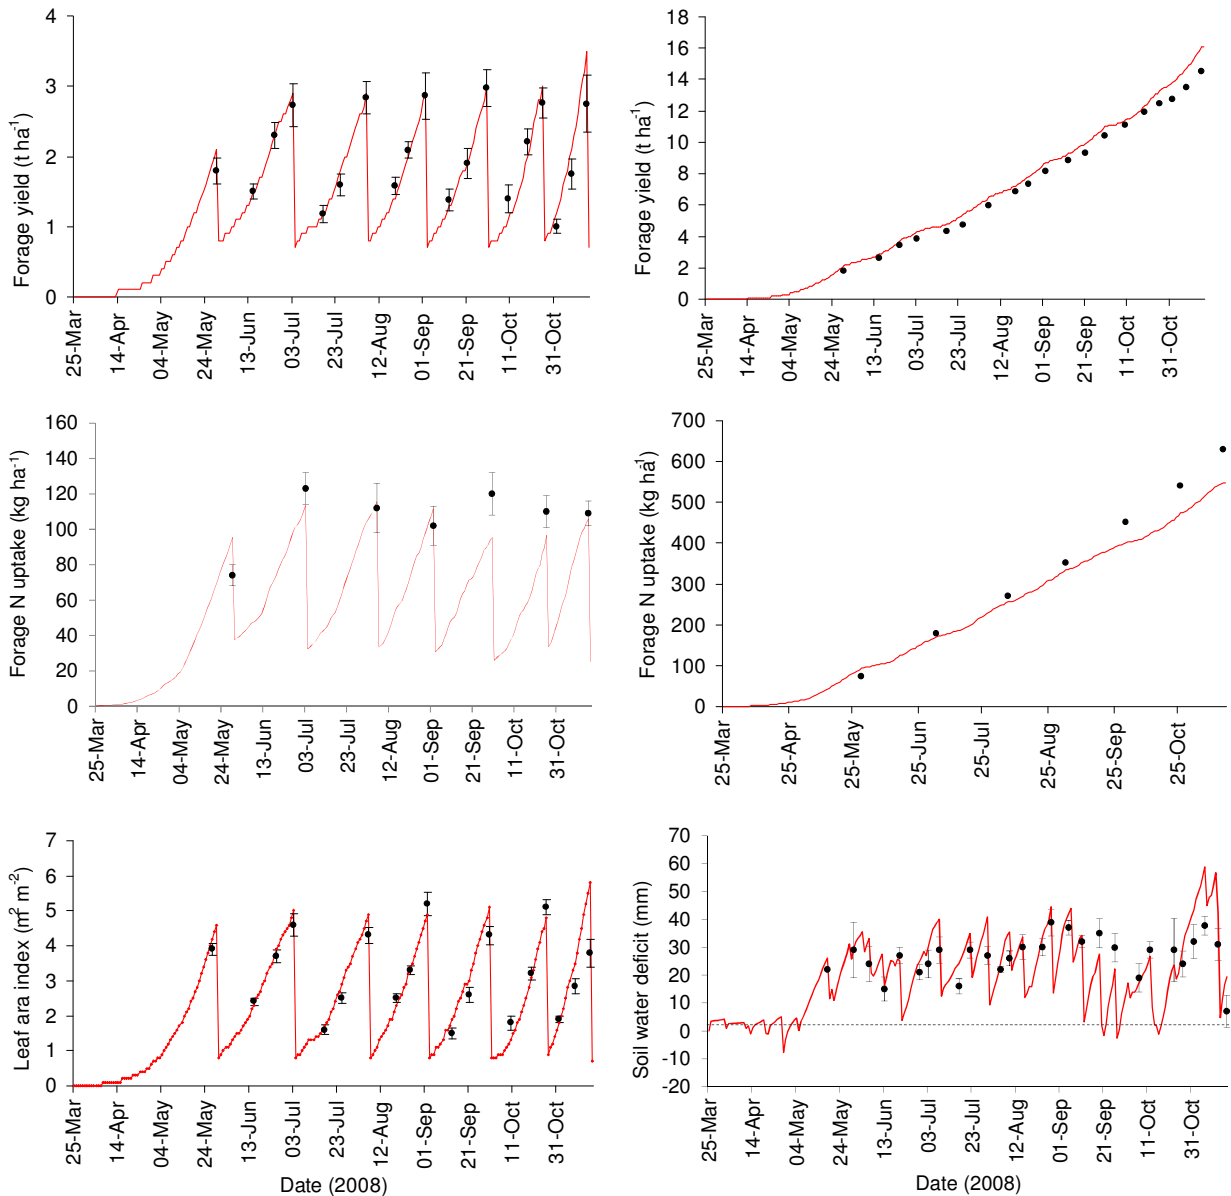 Forage yield (t ha-1)
4
3
2
1
0
25-Mar
14-Apr
04-May
24-May
13-Jun
03-Jul
23-Jul
12-Aug
01-Sep
21-Sep
11-Oct
31-Oct
Forage yield (t ha-1)
18
16
14
12
10
8
6
4
2
0
25-Mar
14-Apr
04-May
24-May
13-Jun
03-Jul
23-Jul
12-Aug
01-Sep
21-Sep
11-Oct
31-Oct
Forage N uptake (kg ha-1)
160
140
120
100
80
60
40
20
0
25-Mar
14-Apr
04-May
24-May
13-Jun
03-Jul
23-Jul
12-Aug
01-Sep
21-Sep
11-Oct
31-Oct
Forage N uptake (kg ha-1)
700
600
500
400
300
200
100
0
25-Mar
25-Apr
25-May
25-Jun
25-Jul
25-Aug
25-Sep
25-Oct
Leaf ara index (m2 m-2)
7
6
5
4
3
2
1
0
25-Mar
14-Apr
04-May
24-May
13-Jun
03-Jul
23-Jul
12-Aug
01-Sep
21-Sep
11-Oct
31-Oct
Date (2008)
Soil water deficit (mm)
70
60
50
40
30
20
10
0
-10
-20
25-Mar
14-Apr
04-May
24-May
13-Jun
03-Jul
23-Jul
12-Aug
01-Sep
21-Sep
11-Oct
31-Oct
Date (2008)